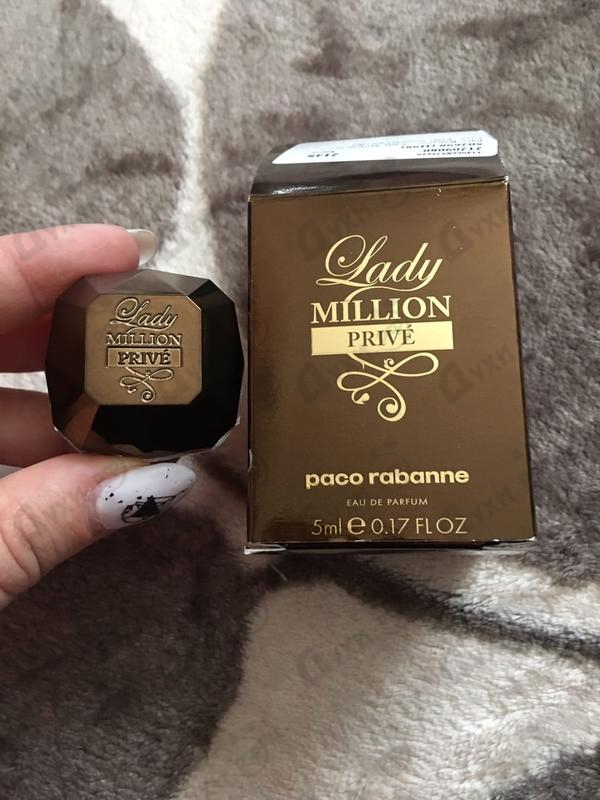 Lady
MILLION
PRIVÉ
Lady
MILLION
PRIVÉ
paco rabanne
EAU DE PARFUM
5ml e 0.17 FL OZ